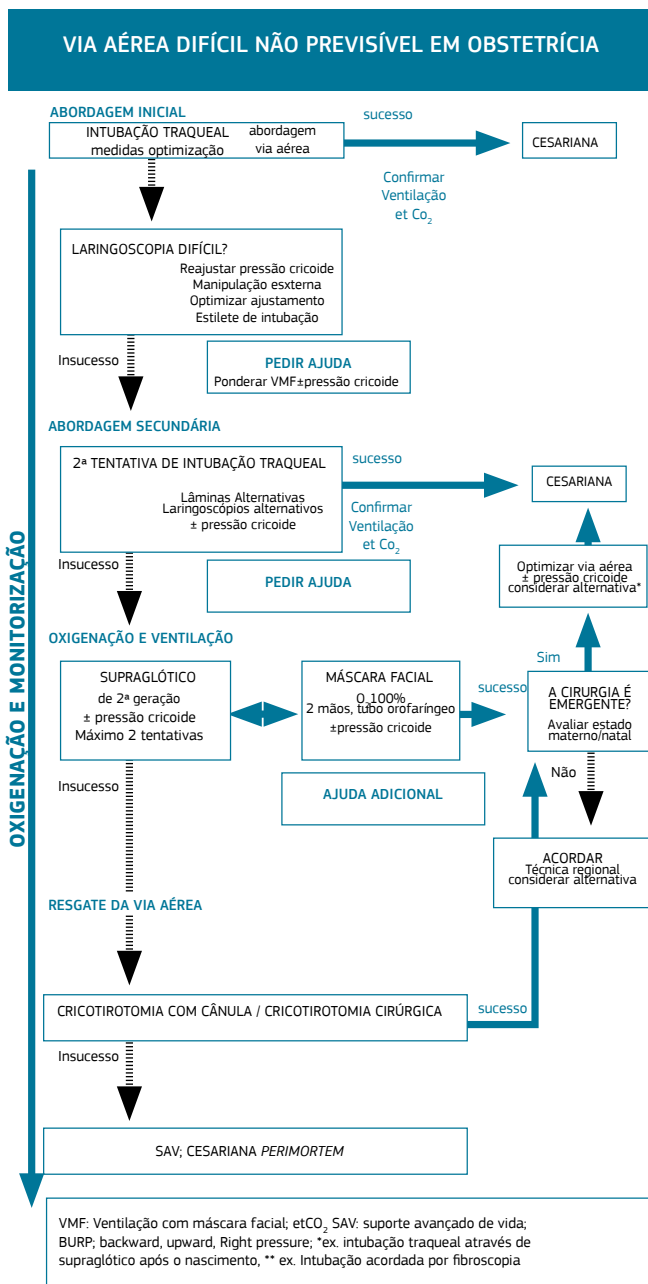 VIA AÉREA DIFÍCIL NÃO PREVISÍVEL EM OBSTETRÍCIA
ABORDAGEM INICIAL
INTUBAÇÃO TRAQUEAL abordagem
medidas optimização via aérea
sucesso
CESARIANA
Confirmar
Ventilação
et Co₂
LARINGOSCOPIA DIFÍCIL?
Reajustar pressão cricoide
Manipulação esxterna
Optimizar ajustamento
Estilete de intubação
Insucesso
PEDIR AJUDA
Ponderar VMF±pressão cricoide
ABORDAGEM SECUNDÁRIA
2ª TENTATIVA DE INTUBAÇÃO TRAQUEAL
Lâminas Alternativas
Laringoscópios alternativos
± pressão cricoide
sucesso
CESARIANA
Confirmar
Ventilação
et Co₂
Insucesso
PEDIR AJUDA
Optimizar via aérea
± pressão cricoide
considerar alternativa*
OXIGENAÇÃO E VENTILAÇÃO
SUPRAGLÓTICO
de 2ª geração
± pressão cricoide
Máximo 2 tentativas
MÁSCARA FACIAL
O 100%
2 mãos, tubo orofaríngeo
±pressão cricoide
sucesso
Sim
A CIRURGIA É
EMERGENTE?
Avaliar estado
materno/natal
Insucesso
AJUDA ADICIONAL
Não
ACORDAR
Técnica regional
considerar alternativa
RESGATE DA VIA AÉREA
CRICOTIROTOMIA COM CÂNULA / CRICOTIROTOMIA CIRÚRGICA
sucesso
Insucesso
SAV; CESARIANA PERIMORTEM
OXIGENAÇÃO E MONITORIZAÇÃO
VMF: Ventilação com máscara facial; etCO₂ SAV: suporte avançado de vida;
BURP; backward, upward, Right pressure; *ex. intubação traqueal através de
supraglótico após o nascimento, ** ex. Intubação acordada por fibroscopia